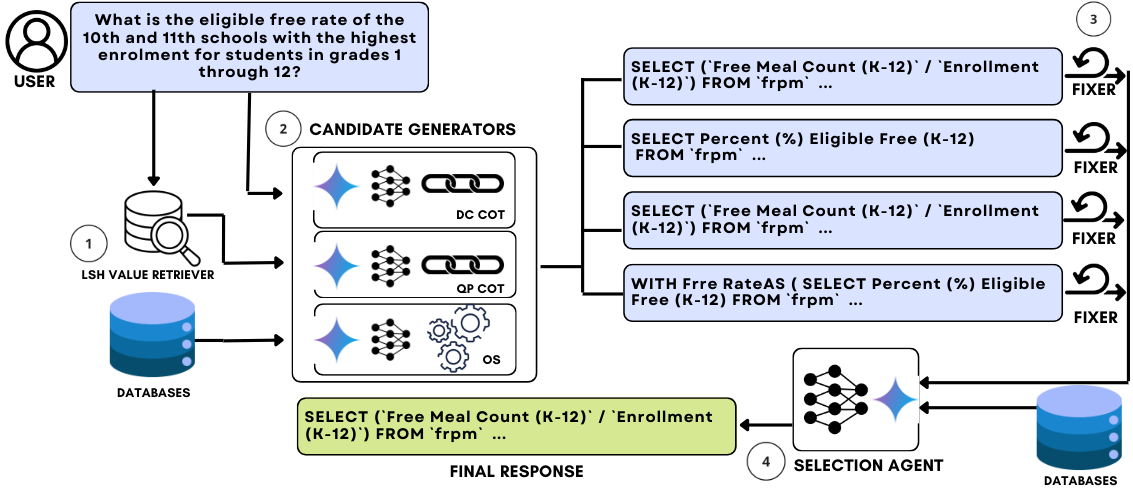 What is the eligible free rate of the
10th and 11th schools with the highest
enrolment for students in grades 1
through 12?
USER
1
LSH VALUE RETRIEVER
DATABASES
2
CANDIDATE GENERATORS
DC COT
QP COT
OS
3
SELECT (`Free Meal Count (K-12)` / `Enrollment
(K-12)`) FROM `frpm` ...
FIXER
SELECT Percent (%) Eligible Free (K-12)
FROM `frpm` ...
FIXER
SELECT (`Free Meal Count (K-12)` / `Enrollment
(K-12)`) FROM `frpm` ...
FIXER
WITH Frre RateAS ( SELECT Percent (%) Eligible
Free (K-12) FROM `frpm` ...
FIXER
DATABASES
4
SELECTION AGENT
SELECT (`Free Meal Count (K-12)` / `Enrollment
(K-12)`) FROM `frpm` ...
FINAL RESPONSE